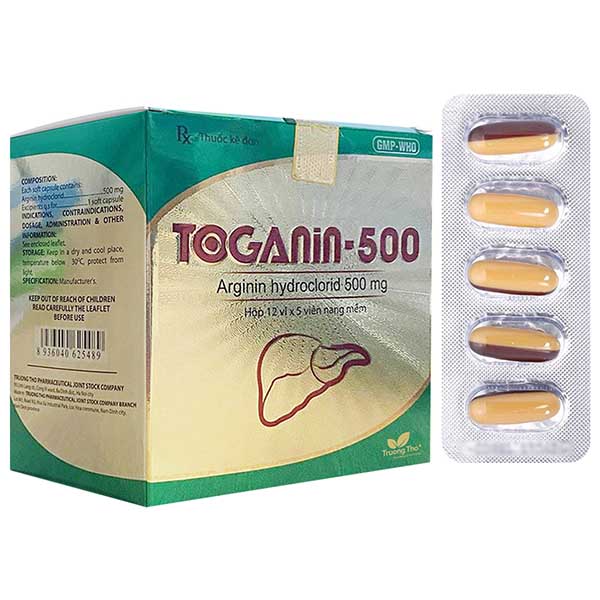 COMPOSITION:
Each soft capsule contains:
Arginin hydroclorid..................500 mg
Excipients q.s for..................1 soft capsule
INDICATIONS, CONTRAINDICATIONS,
DOSAGE, ADMINISTRATION & OTHER
INFORMATION:
See enclosed leaflet.
STORAGE: Keep in a dry and cool place,
temperature below 30°C, protect from
light.
SPECIFICATION: Manufacturer's.
KEEP OUT OF REACH OF CHILDREN
READ CAREFULLY THE LEAFLET
BEFORE USE
8 936040 625489
TRUONG THO PHARMACEUTICAL JOINT STOCK COMPANY
Made in: TRUONG THO PHARMACEUTICAL JOINT STOCK COMPANY BRANCH
Rx Thuốc kê đơn
GMP-WHO
TOGANIN-500
Arginin hydroclorid 500 mg
Hộp 12 vỉ x 5 viên nang mềm
Truong Tho